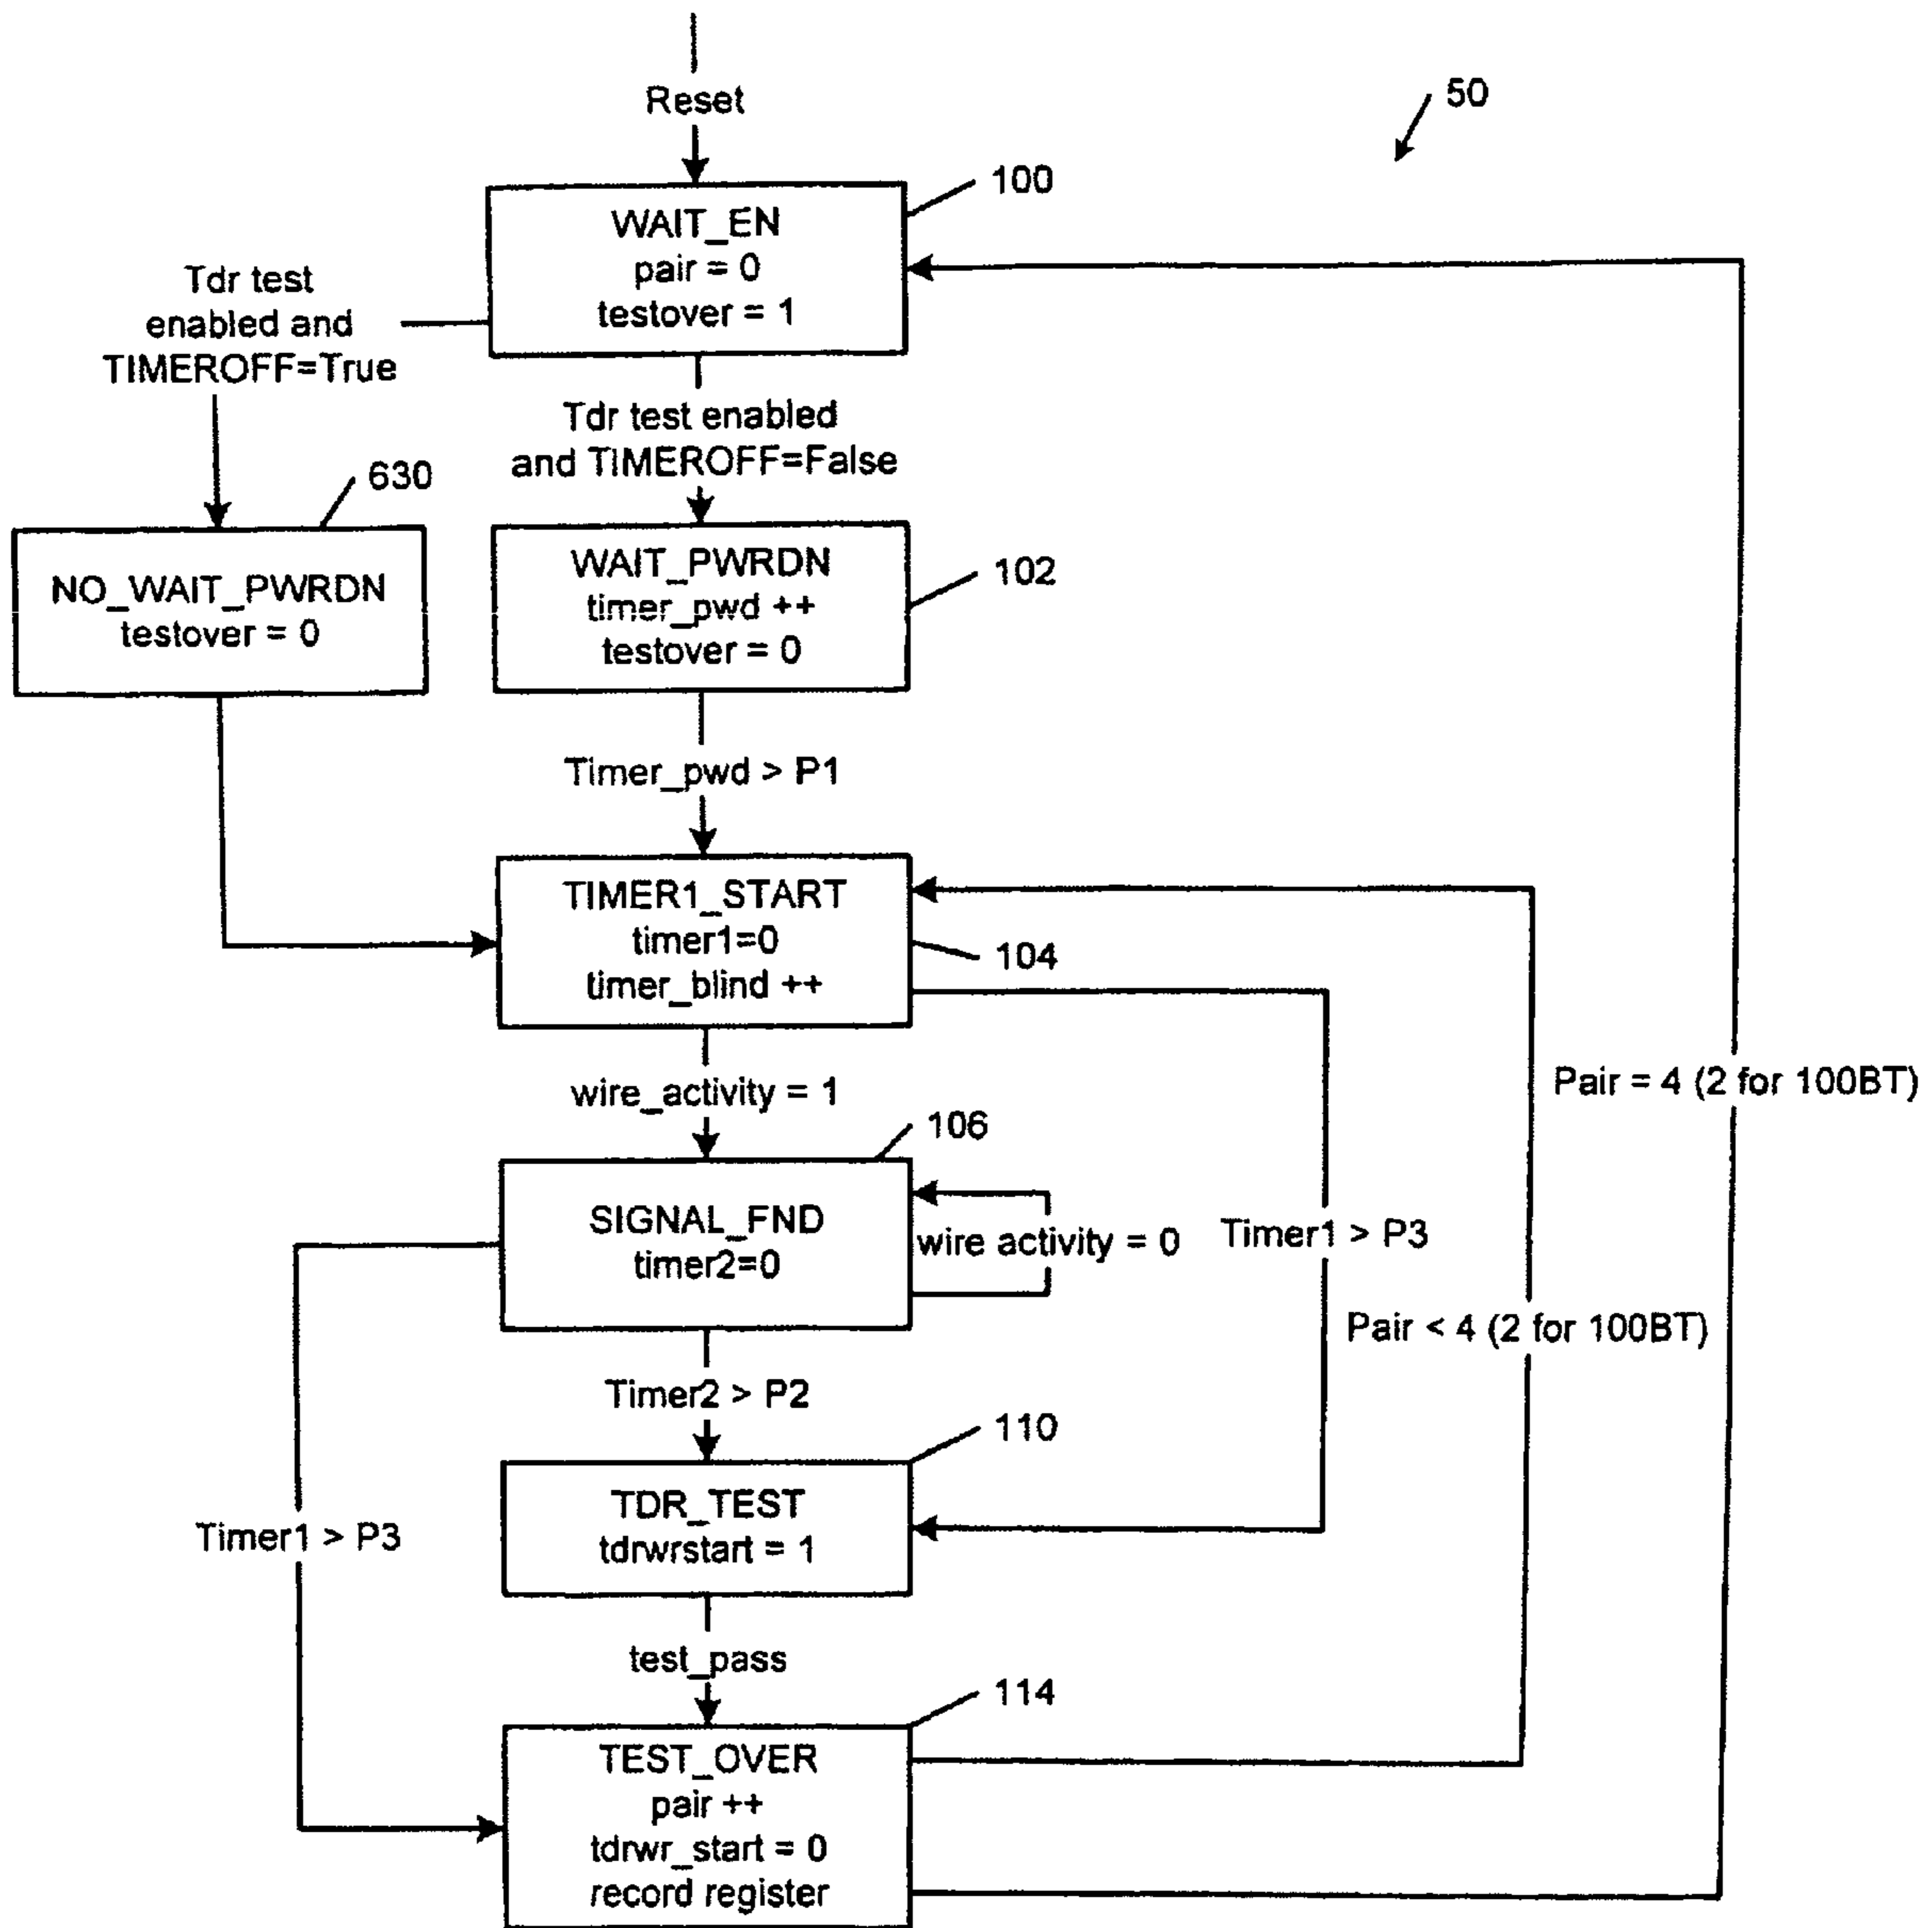 Reset
50
100
WAIT_EN
pair = 0
testover = 1
Tdr test
enabled and
TIMEROFF=True
Tdr test enabled
and TIMEROFF=False
630
NO_WAIT_PWRDN
testover = 0
WAIT_PWRDN
timer_pwd ++
testover = 0
102
Timer_pwd > P1
TIMER1_START
timer1=0
timer_blind ++
104
wire_activity = 1
106
SIGNAL_FND
timer2=0
wire activity = 0
Timer1 > P3
Pair = 4 (2 for 100BT)
Pair < 4 (2 for 100BT)
Timer2 > P2
110
TDR_TEST
tdrwrstart = 1
Timer1 > P3
test_pass
114
TEST_OVER
pair ++
tdrwr_start = 0
record register